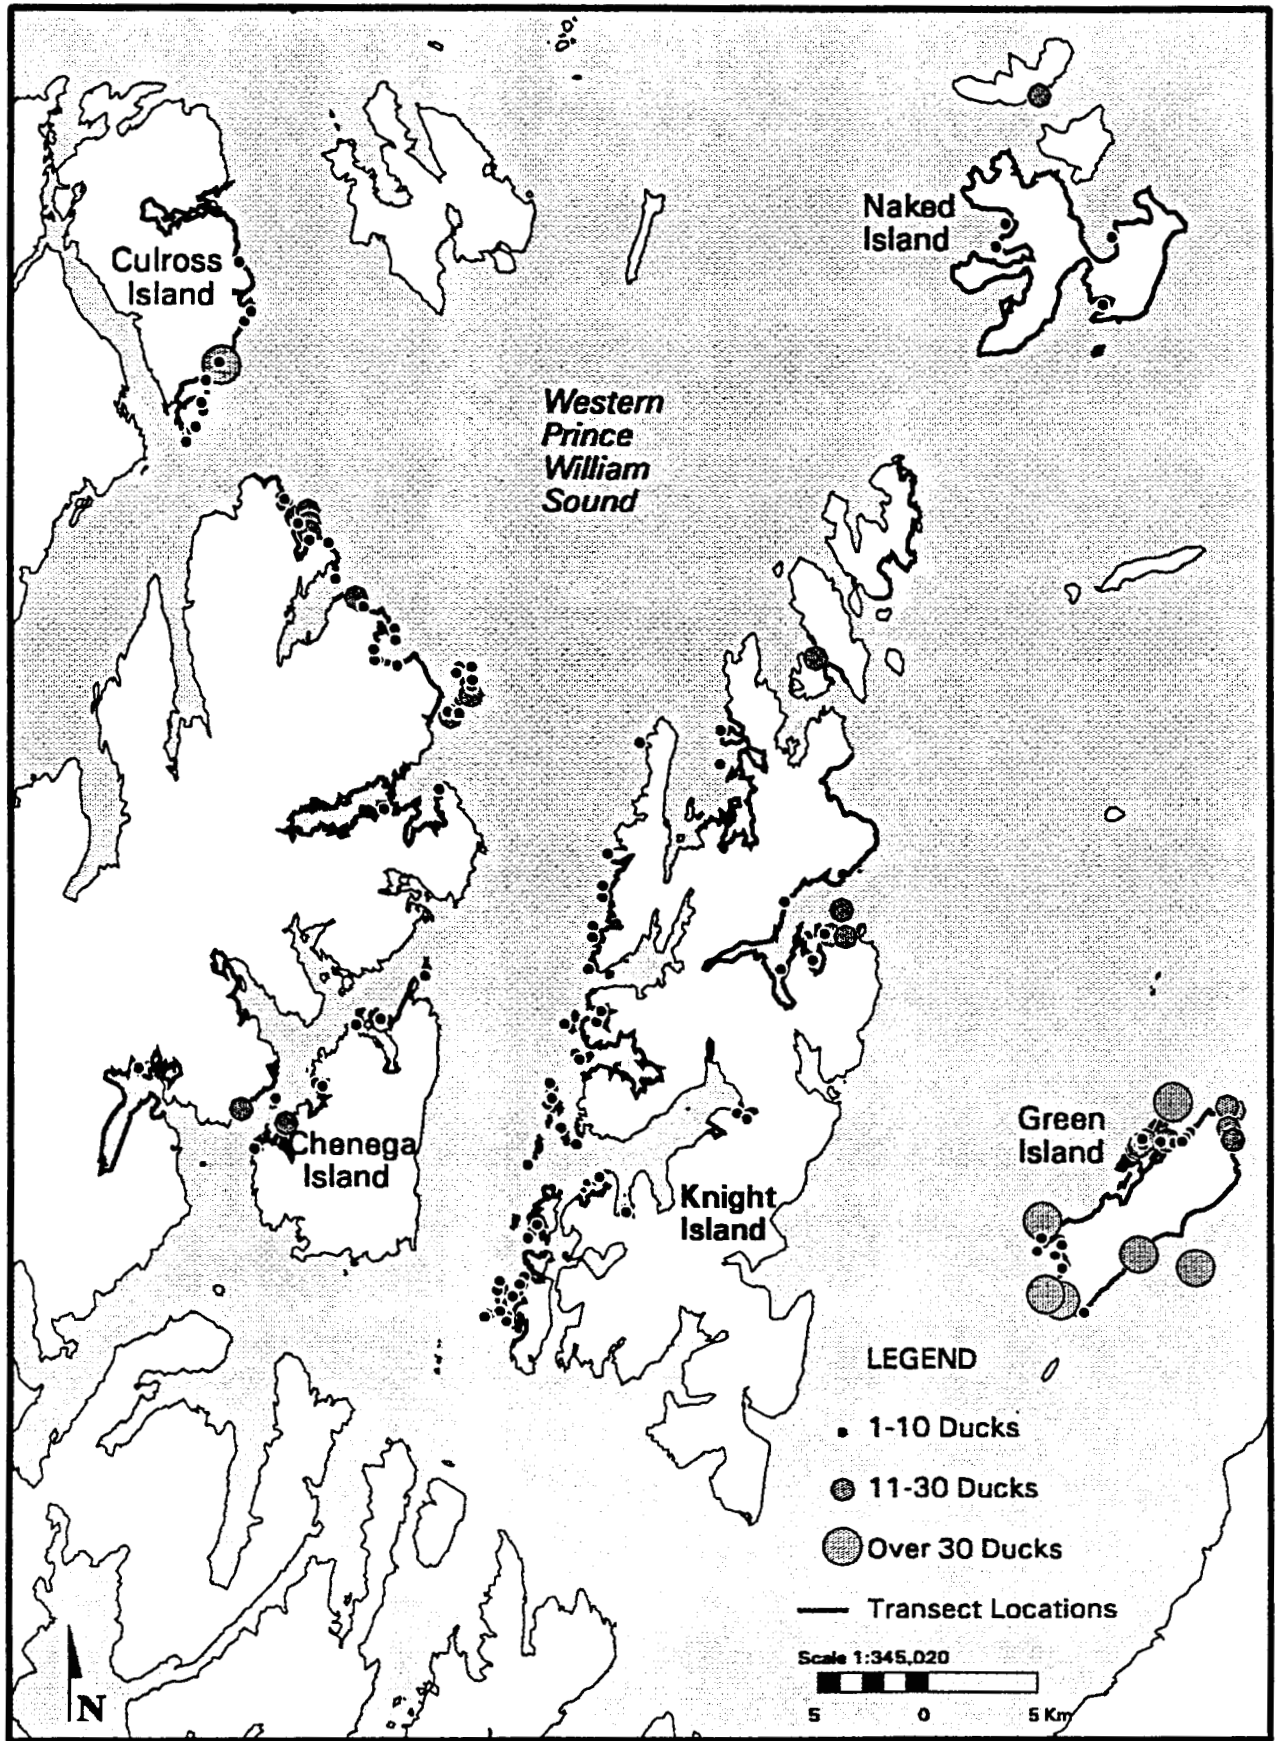 Naked
Island
Culross
Island
Western
Prince
William
Sound
Green
Island
Chenega
Island
Knight
Island
LEGEND
1-10 Ducks
11-30 Ducks
Over 30 Ducks
Transect Locations
Scale 1:345,020
5 0 5 Km
N